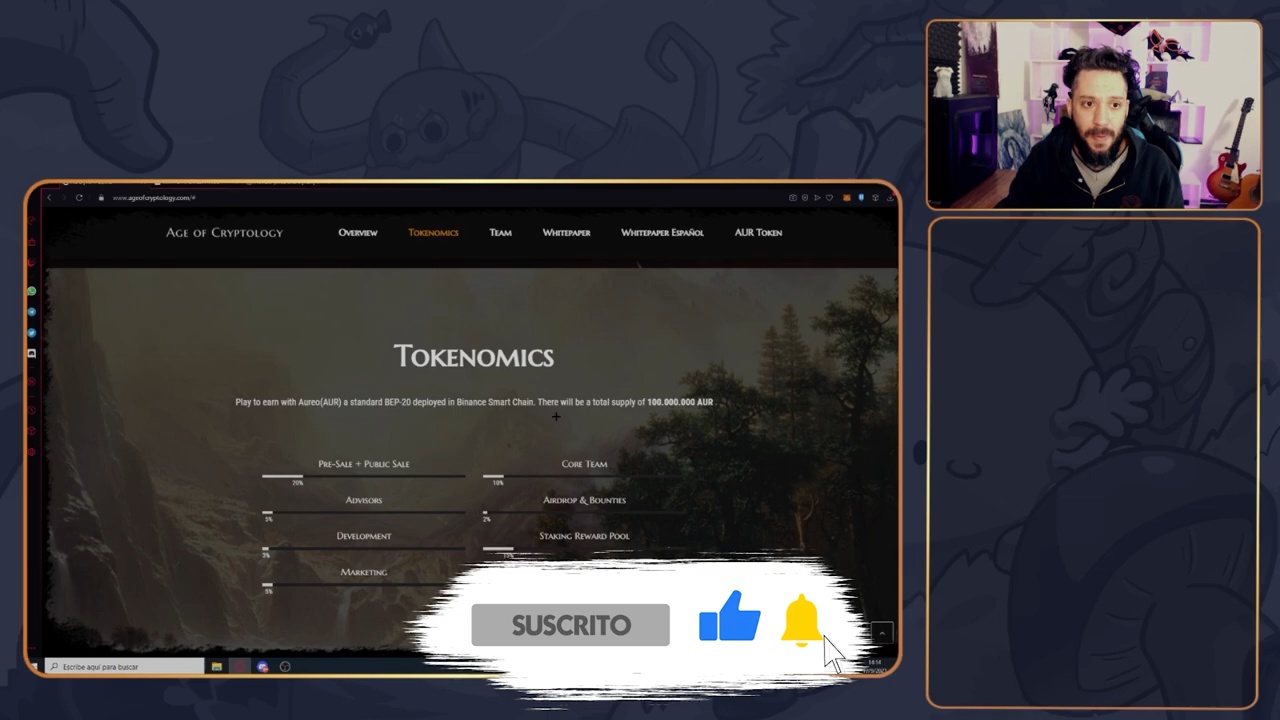 www.ageofcryptology.com/#
Age of Cryptology Overview Tokenomics Team Whitepaper Whitepaper Español AUR Token
Tokenomics
Play to earn with Aureo(AUR) a standard BEP-20 deployed in Binance Smart Chain. There will be a total supply of 100.000.000 AUR
Pre-Sale + Public Sale Core Team
20% 10%
Advisors Airdrop & Bounties
5% 2%
Development Staking Reward Pool
Marketing
5%
SUSCRITO
Escribe aquí para buscar
14:14